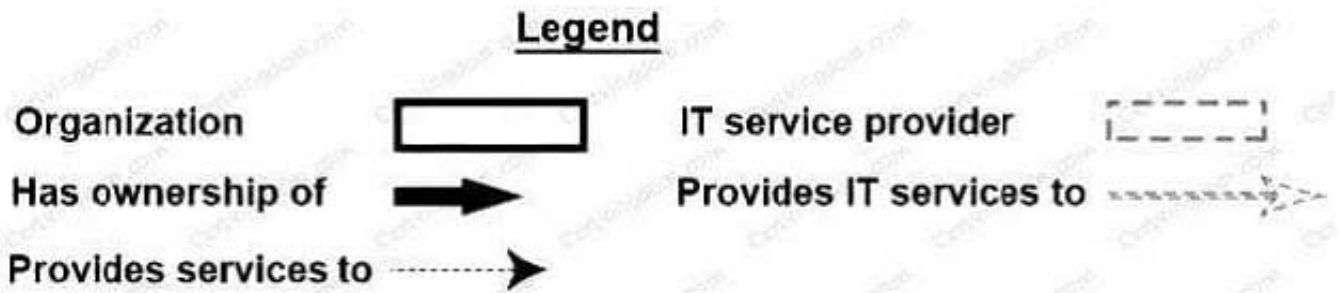 Legend
Organization
IT service provider
Has ownership of
Provides IT services to
Provides services to